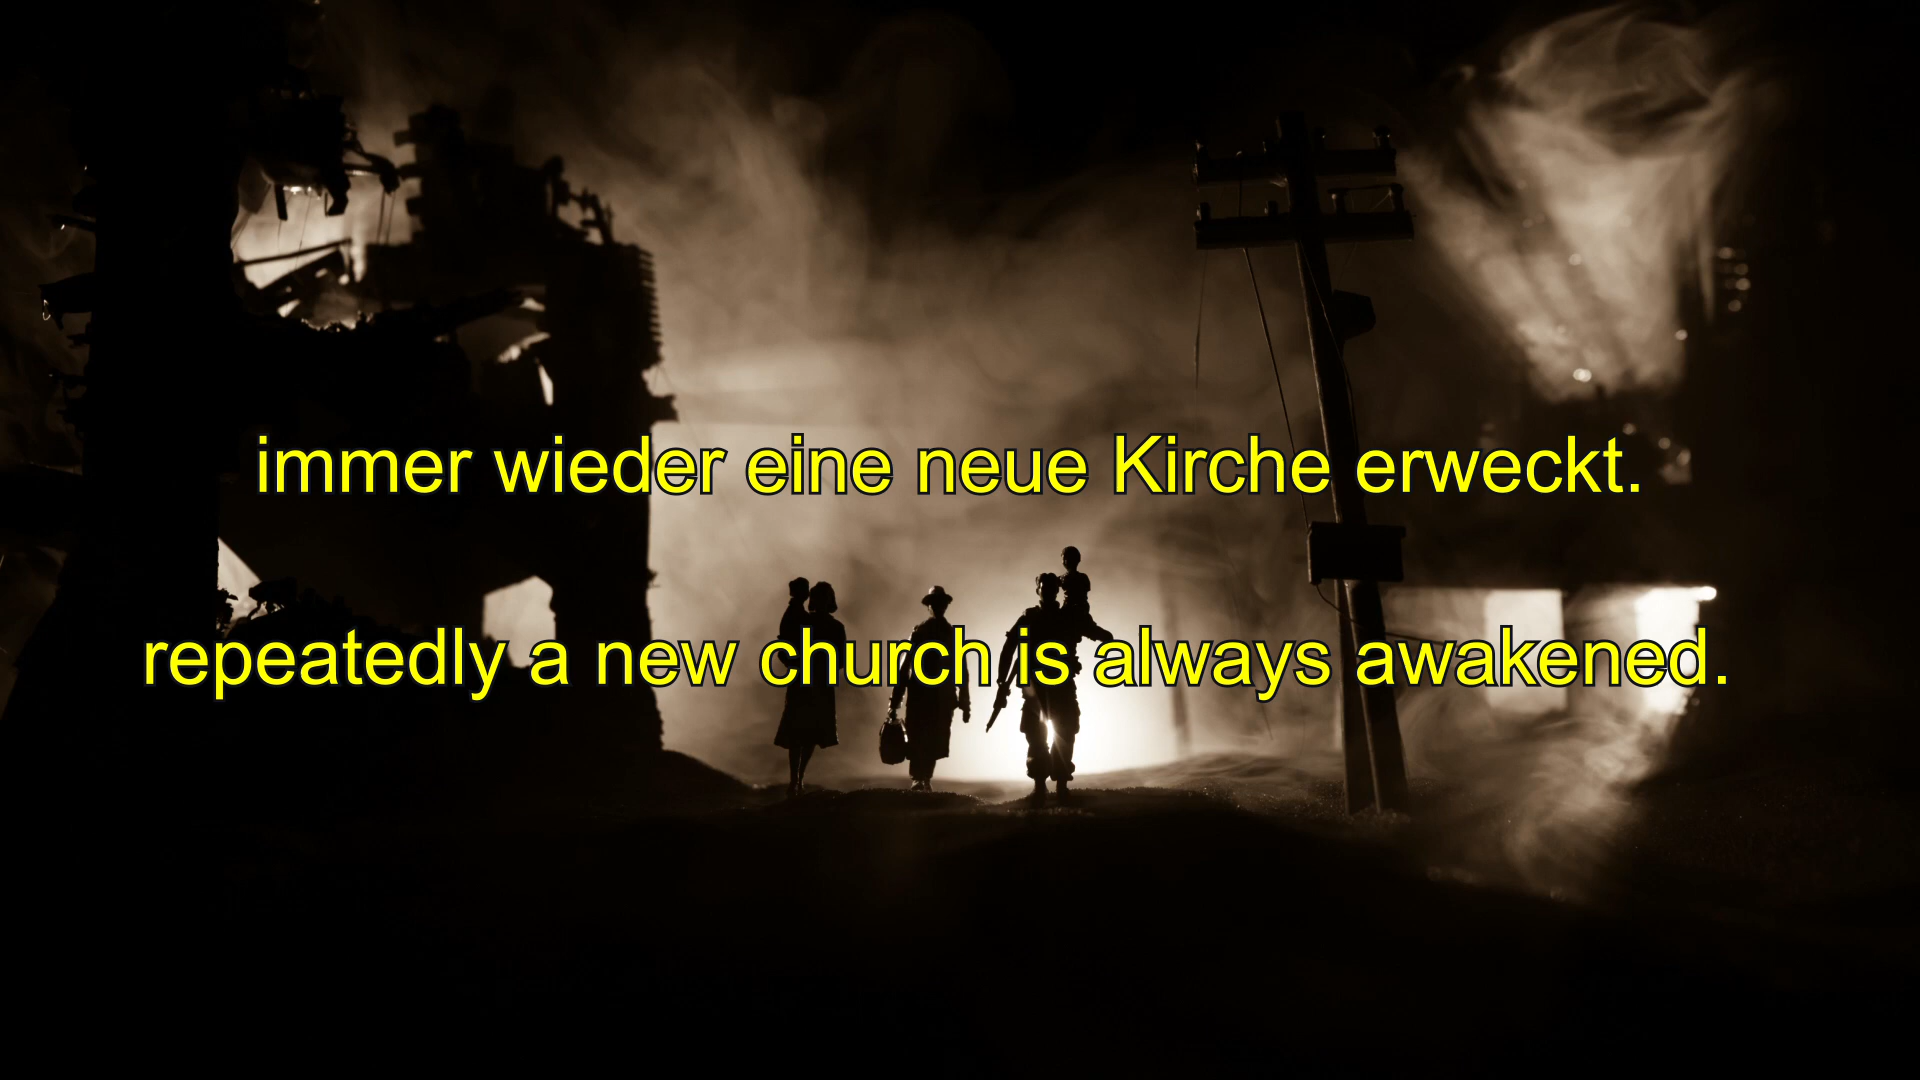 immer wieder eine neue Kirche erweckt.
repeatedly a new church is always awakened.